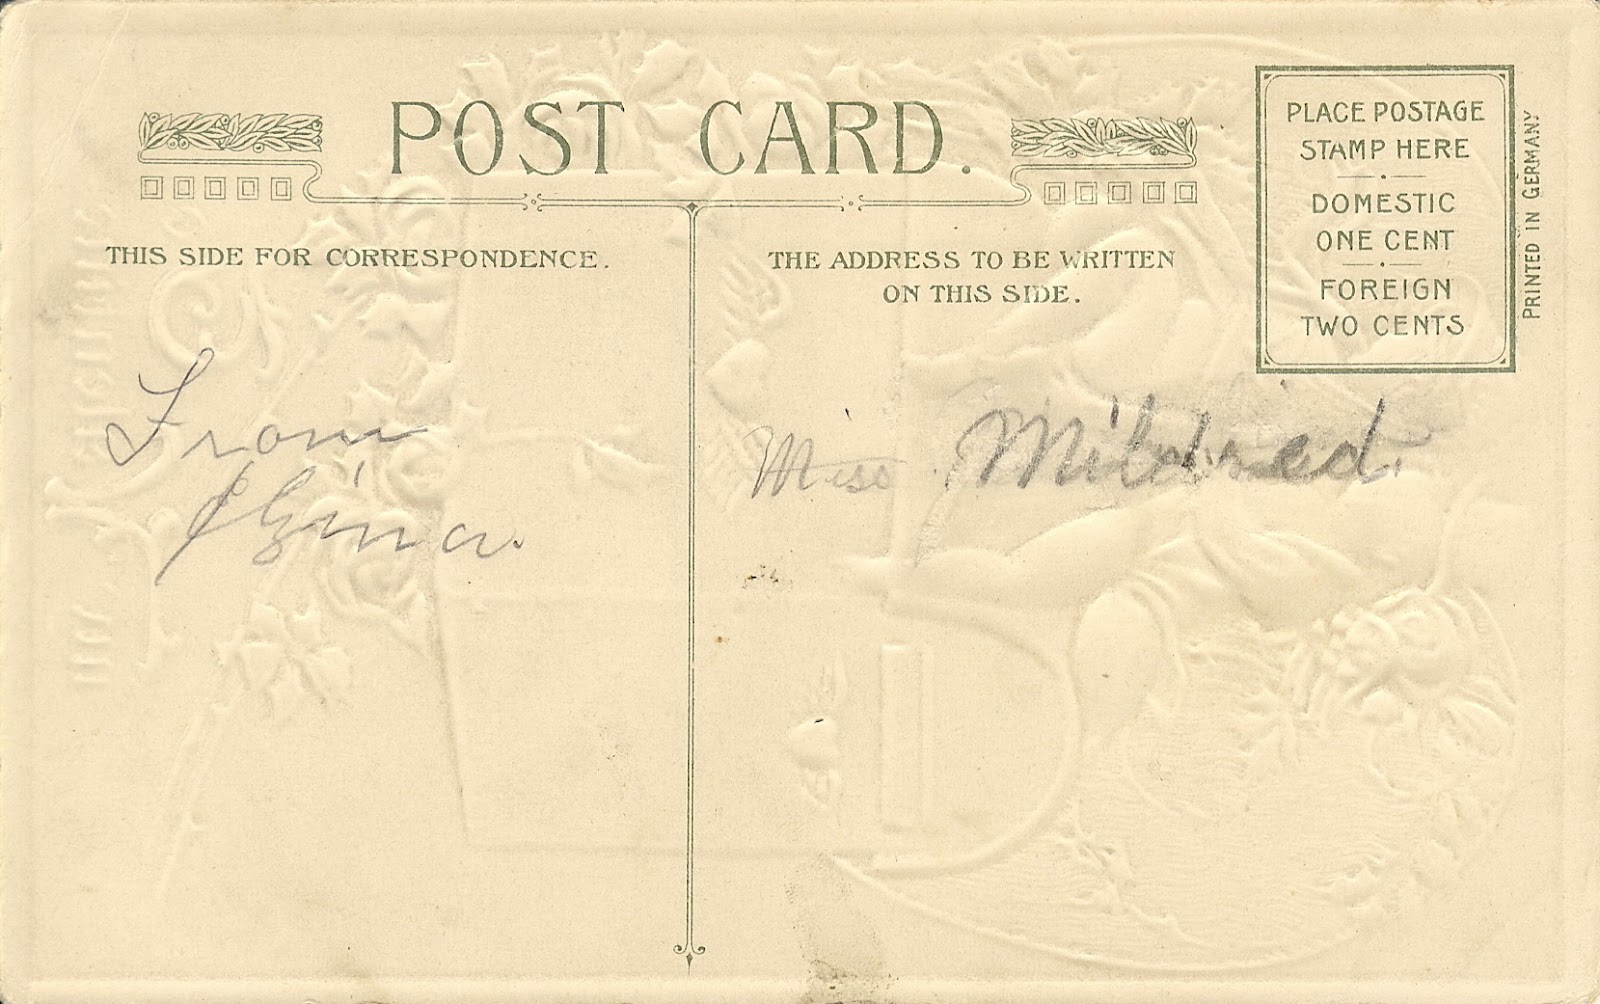 POST CARD.
THIS SIDE FOR CORRESPONDENCE.
THE ADDRESS TO BE WRITTEN
ON THIS SIDE.
PLACE POSTAGE
STAMP HERE
DOMESTIC
ONE CENT
FOREIGN
TWO CENTS
PRINTED IN GERMANY
From
Miss Mildred.